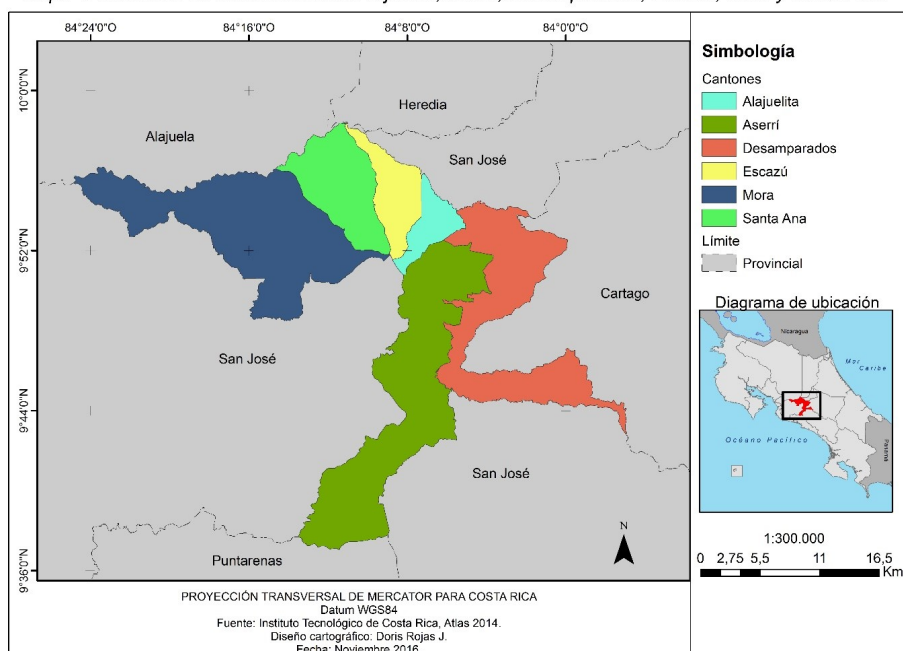 84°24'0"W 84°16'0"W 84°8'0"W 84°0'0"W
10°0'0"N
9°52'0"N
9°44'0"N
9°36'0"N
Heredia
Alajuela
San José
Cartago
San José
San José
Puntarenas
N
Simbología
Cantones
Alajuelita
Aserrí
Desamparados
Escazú
Mora
Santa Ana
Límite
Provincial
Diagrama de ubicación
Nicaragua
Mar
Caribe
Océano Pacífico
Panamá
1:300.000
0 2,75 5,5 11 16,5
Km
PROYECCIÓN TRANSVERSAL DE MERCATOR PARA COSTA RICA
Datum WGS84
Fuente: Instituto Tecnológico de Costa Rica, Atlas 2014.
Diseño cartográfico: Doris Rojas J.
Fecha: Noviembre 2016